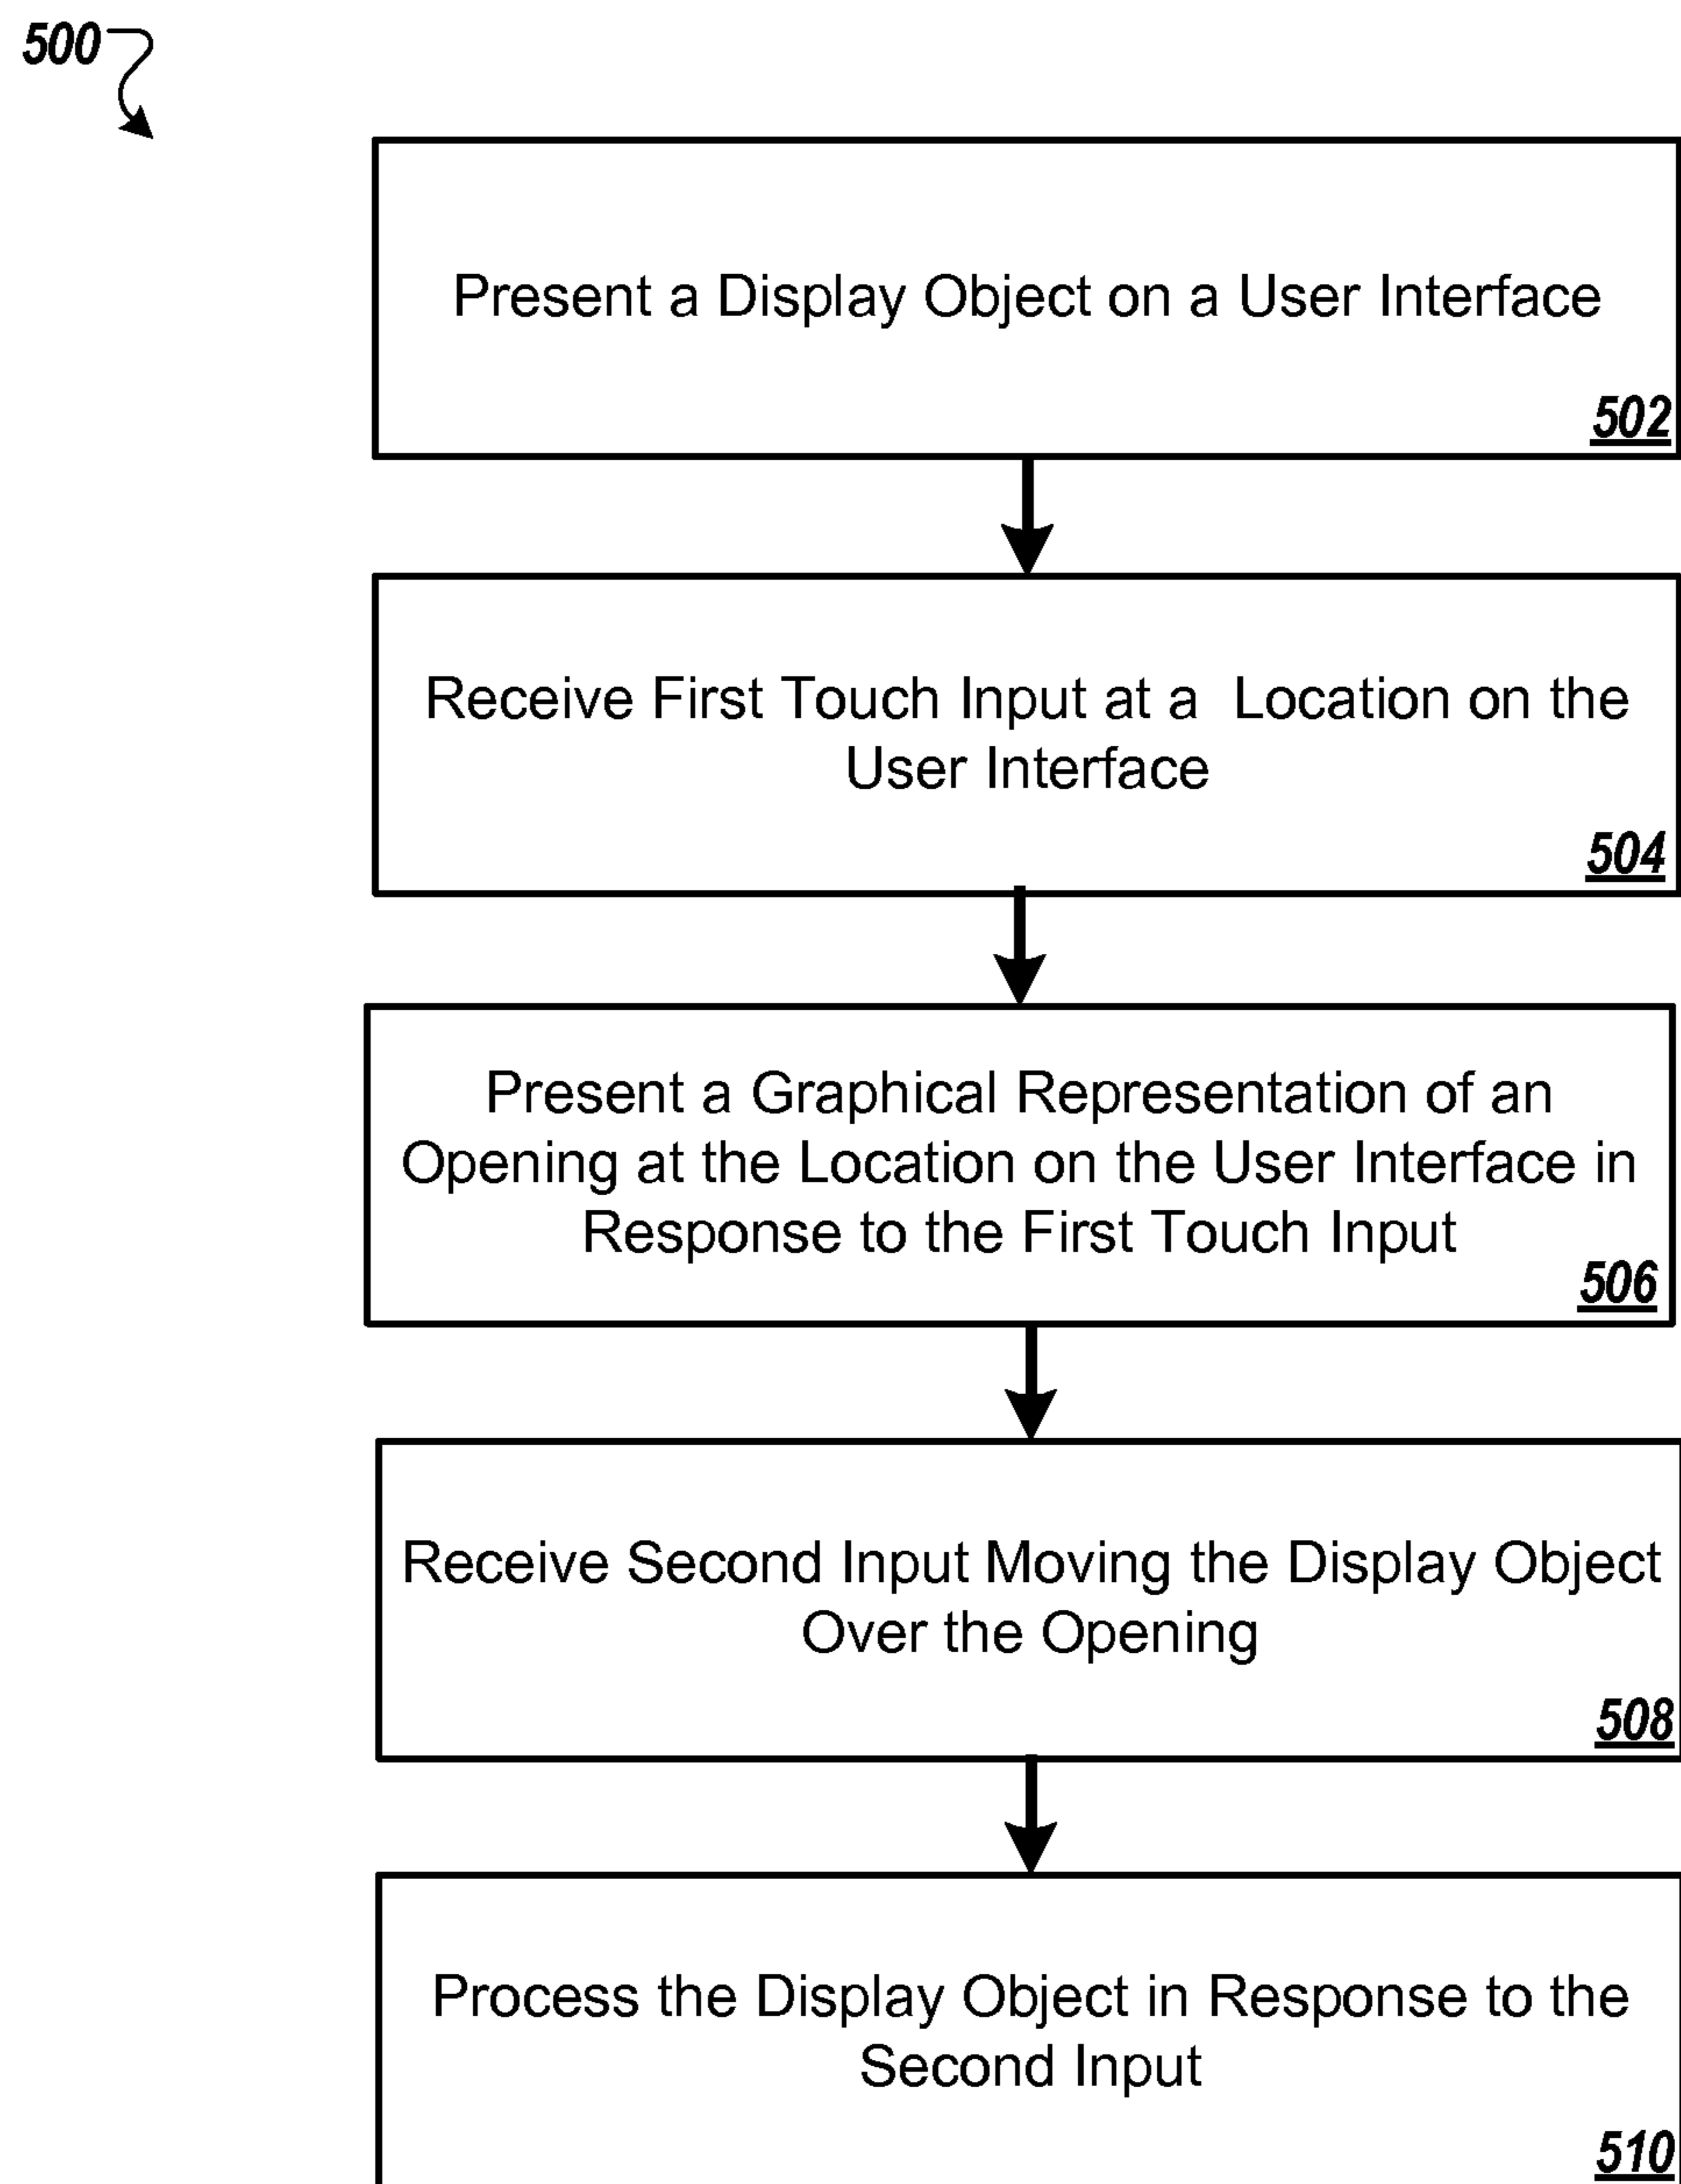 500
Present a Display Object on a User Interface
502
Receive First Touch Input at a Location on the
User Interface
504
Present a Graphical Representation of an
Opening at the Location on the User Interface in
Response to the First Touch Input
506
Receive Second Input Moving the Display Object
Over the Opening
508
Process the Display Object in Response to the
Second Input
510